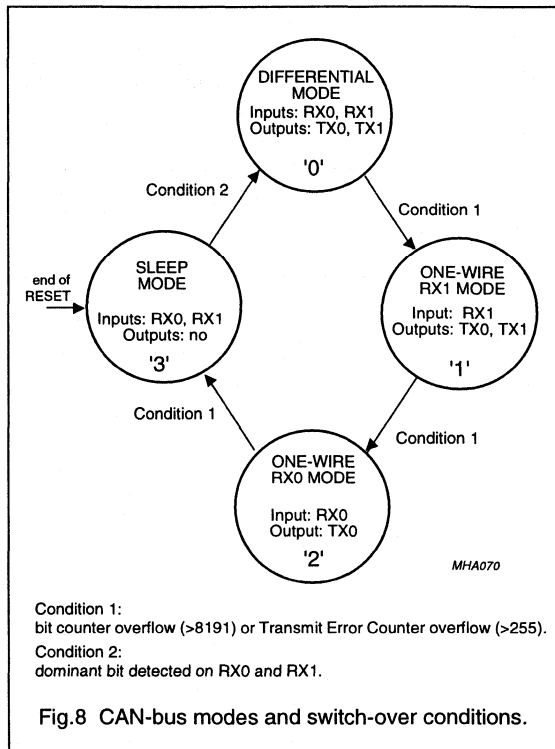 DIFFERENTIAL
MODE
Inputs: RX0, RX1
Outputs: TX0, TX1
'0'
Condition 2
Condition 1
end of
RESET
SLEEP
MODE
Inputs: RX0, RX1
Outputs: no
'3'
ONE-WIRE
RX1 MODE
Input: RX1
Outputs: TX0, TX1
'1'
Condition 1
Condition 1
ONE-WIRE
RX0 MODE
Input: RX0
Output: TX0
'2'
MHA070
Condition 1:
bit counter overflow (>8191) or Transmit Error Counter overflow (>255).
Condition 2:
dominant bit detected on RX0 and RX1.
Fig.8 CAN-bus modes and switch-over conditions.